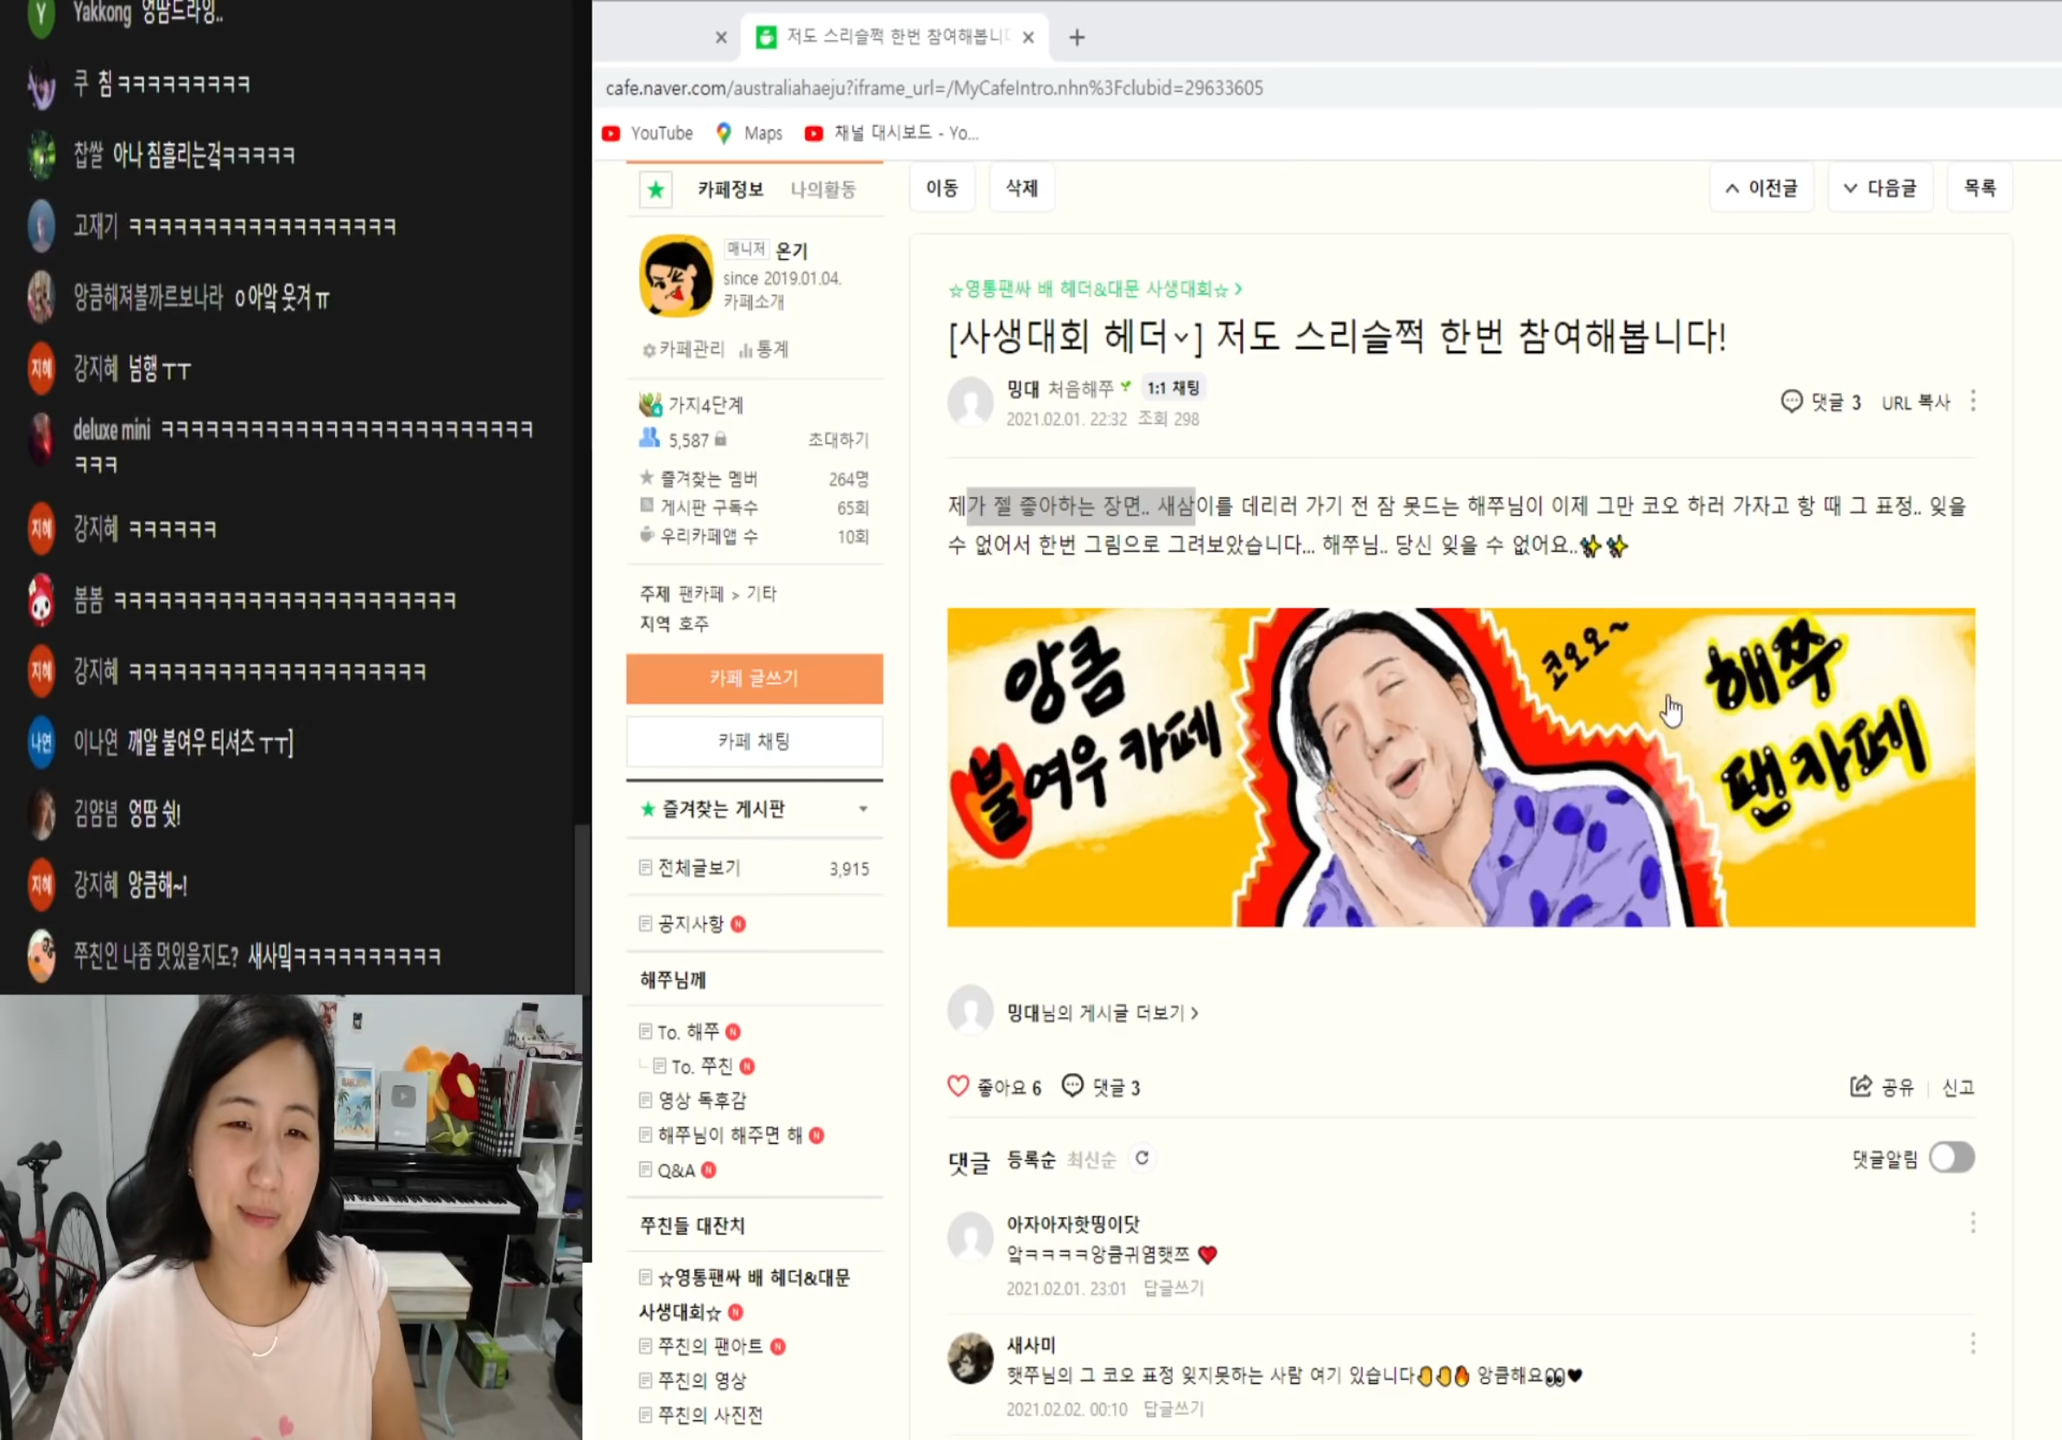 Yakkong 엉땀드라잉..
쿠 침ㅋㅋㅋㅋㅋㅋㅋㅋㅋ
찹쌀 아나 침흘리는겈ㅋㅋㅋㅋㅋ
고재기 ㅋㅋㅋㅋㅋㅋㅋㅋㅋㅋㅋㅋㅋㅋㅋㅋㅋㅋ
앙큼해져볼까르보나라 ㅇ아앜 웃겨ㅠ
지혜 강지혜 넘행ㅜㅜ
deluxe mini ㅋㅋㅋㅋㅋㅋㅋㅋㅋㅋㅋㅋㅋㅋㅋㅋㅋㅋㅋㅋㅋㅋㅋㅋㅋ
ㅋㅋㅋ
지혜 강지혜 ㅋㅋㅋㅋㅋㅋ
봄봄 ㅋㅋㅋㅋㅋㅋㅋㅋㅋㅋㅋㅋㅋㅋㅋㅋㅋㅋㅋㅋㅋㅋㅋ
지혜 강지혜 ㅋㅋㅋㅋㅋㅋㅋㅋㅋㅋㅋㅋㅋㅋㅋㅋㅋㅋㅋㅋ
나연 이나연 깨알 불여우 티셔츠ㅜㅜ]
김얌념 엉땀 쉿!
지혜 강지혜 앙큼해~!
쭈친인 나좀 멋있을지도? 새사밐ㅋㅋㅋㅋㅋㅋㅋㅋㅋㅋ
저도 스리슬쩍 한번 참여해봅니다
cafe.naver.com/australiahaeju?iframe_url=/MyCafeIntro.nhn%3Fclubid=29633605
YouTube Maps 채널 대시보드 - Yo...
카페정보 나의활동
매니저 온기
since 2019.01.04.
카페소개
카페관리 통계
가지4단계
5,587 초대하기
즐겨찾는 멤버 264명
게시판 구독수 65회
우리카페앱 수 10회
주제 팬카페 > 기타
지역 호주
카페 글쓰기
카페 채팅
즐겨찾는 게시판
전체글보기 3,915
공지사항 N
해쭈님께
To. 해쭈 N
To. 쭈친 N
영상 독후감
해쭈님이 해주면 해 N
Q&A N
쭈친들 대잔치
☆영통팬싸 배 헤더&대문
사생대회☆ N
쭈친의 팬아트 N
쭈친의 영상
쭈친의 사진전
이동 삭제 이전글 다음글 목록
☆영통팬싸 배 헤더&대문 사생대회☆ >
[사생대회 헤더⌄] 저도 스리슬쩍 한번 참여해봅니다!
밍대 처음해쭈 1:1 채팅
2021.02.01. 22:32 조회 298
댓글 3 URL 복사
제가 젤 좋아하는 장면.. 새삼이를 데리러 가기 전 잠 못드는 해쭈님이 이제 그만 코오 하러 가자고 항 때 그 표정.. 잊을
수 없어서 한번 그림으로 그려보았습니다... 해쭈님.. 당신 잊을 수 없어요..✨✨
앙큼
불여우 카페
코오오~
해쭈
팬카페
밍대님의 게시글 더보기 >
좋아요 6 댓글 3 공유 신고
댓글 등록순 최신순 댓글알림
아자아자핫띵이닷
앜ㅋㅋㅋㅋ앙큼귀염햇쯔 ❤️
2021.02.01. 23:01 답글쓰기
새사미
햇쭈님의 그 코오 표정 잊지못하는 사람 여기 있습니다🤚🤚🔥 앙큼해요👀🖤
2021.02.02. 00:10 답글쓰기